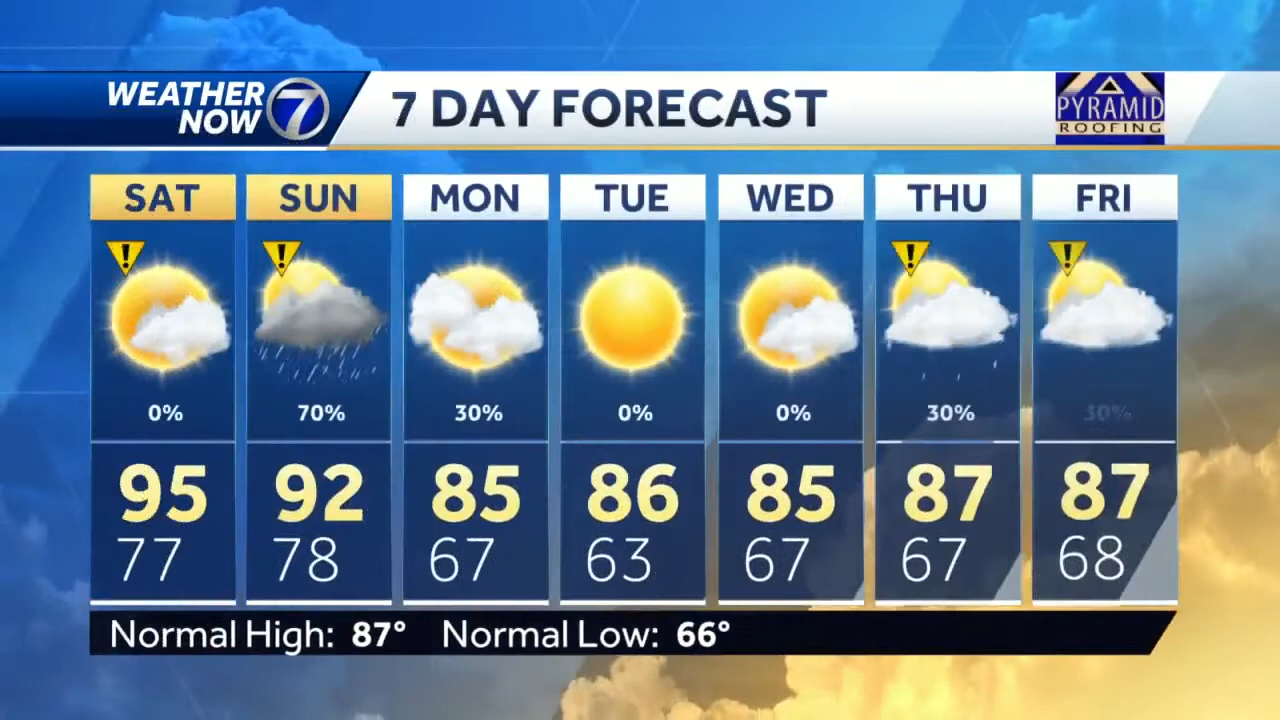 WEATHER
NOW 7
7 DAY FORECAST
PYRAMID
ROOFING
SAT SUN MON TUE WED THU FRI
! ! ! !
0% 70% 30% 0% 0% 30% 30%
95 92 85 86 85 87 87
77 78 67 63 67 67 68
Normal High: 87° Normal Low: 66°